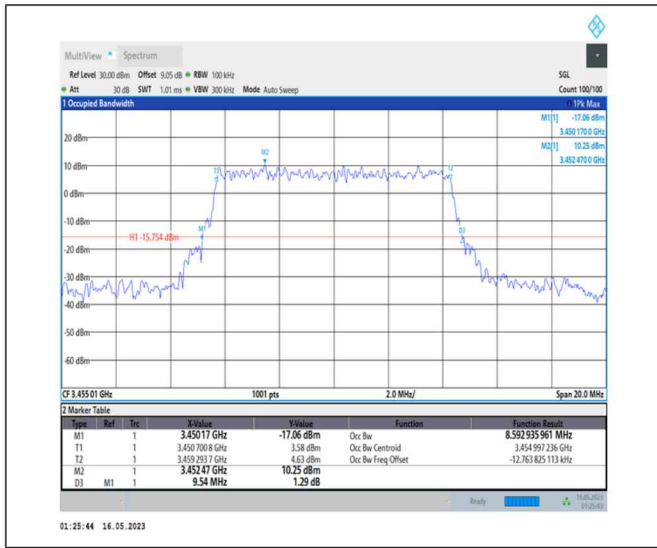 MultiView Spectrum
Ref Level 30.00 dBm Offset 9.05 dB RBW 100 kHz SGL
Att 30 dB SWT 1.01 ms VBW 300 kHz Mode Auto Sweep Count 100/100
1 Occupied Bandwidth 1Pk Max
M1[1] -17.06 dBm
3.450 170 0 GHz
M2[1] 10.25 dBm
3.452 470 0 GHz
20 dBm
M2
10 dBm
T1 T2
0 dBm
-10 dBm
M1 D3
H1 -15.754 dBm
-20 dBm
-30 dBm
-40 dBm
-50 dBm
-60 dBm
CF 3.455 01 GHz 1001 pts 2.0 MHz/ Span 20.0 MHz
2 Marker Table
Type Ref Trc X-Value Y-Value Function Function Result
M1 1 3.45017 GHz -17.06 dBm Occ Bw 8.592 935 961 MHz
T1 1 3.450 700 8 GHz 3.58 dBm Occ Bw Centroid 3.454 997 236 GHz
T2 1 3.459 293 7 GHz 4.63 dBm Occ Bw Freq Offset -12.763 825 113 kHz
M2 1 3.45247 GHz 10.25 dBm
D3 M1 1 9.54 MHz 1.29 dB
Ready 16.05.2023
01:25:43
01:25:44 16.05.2023